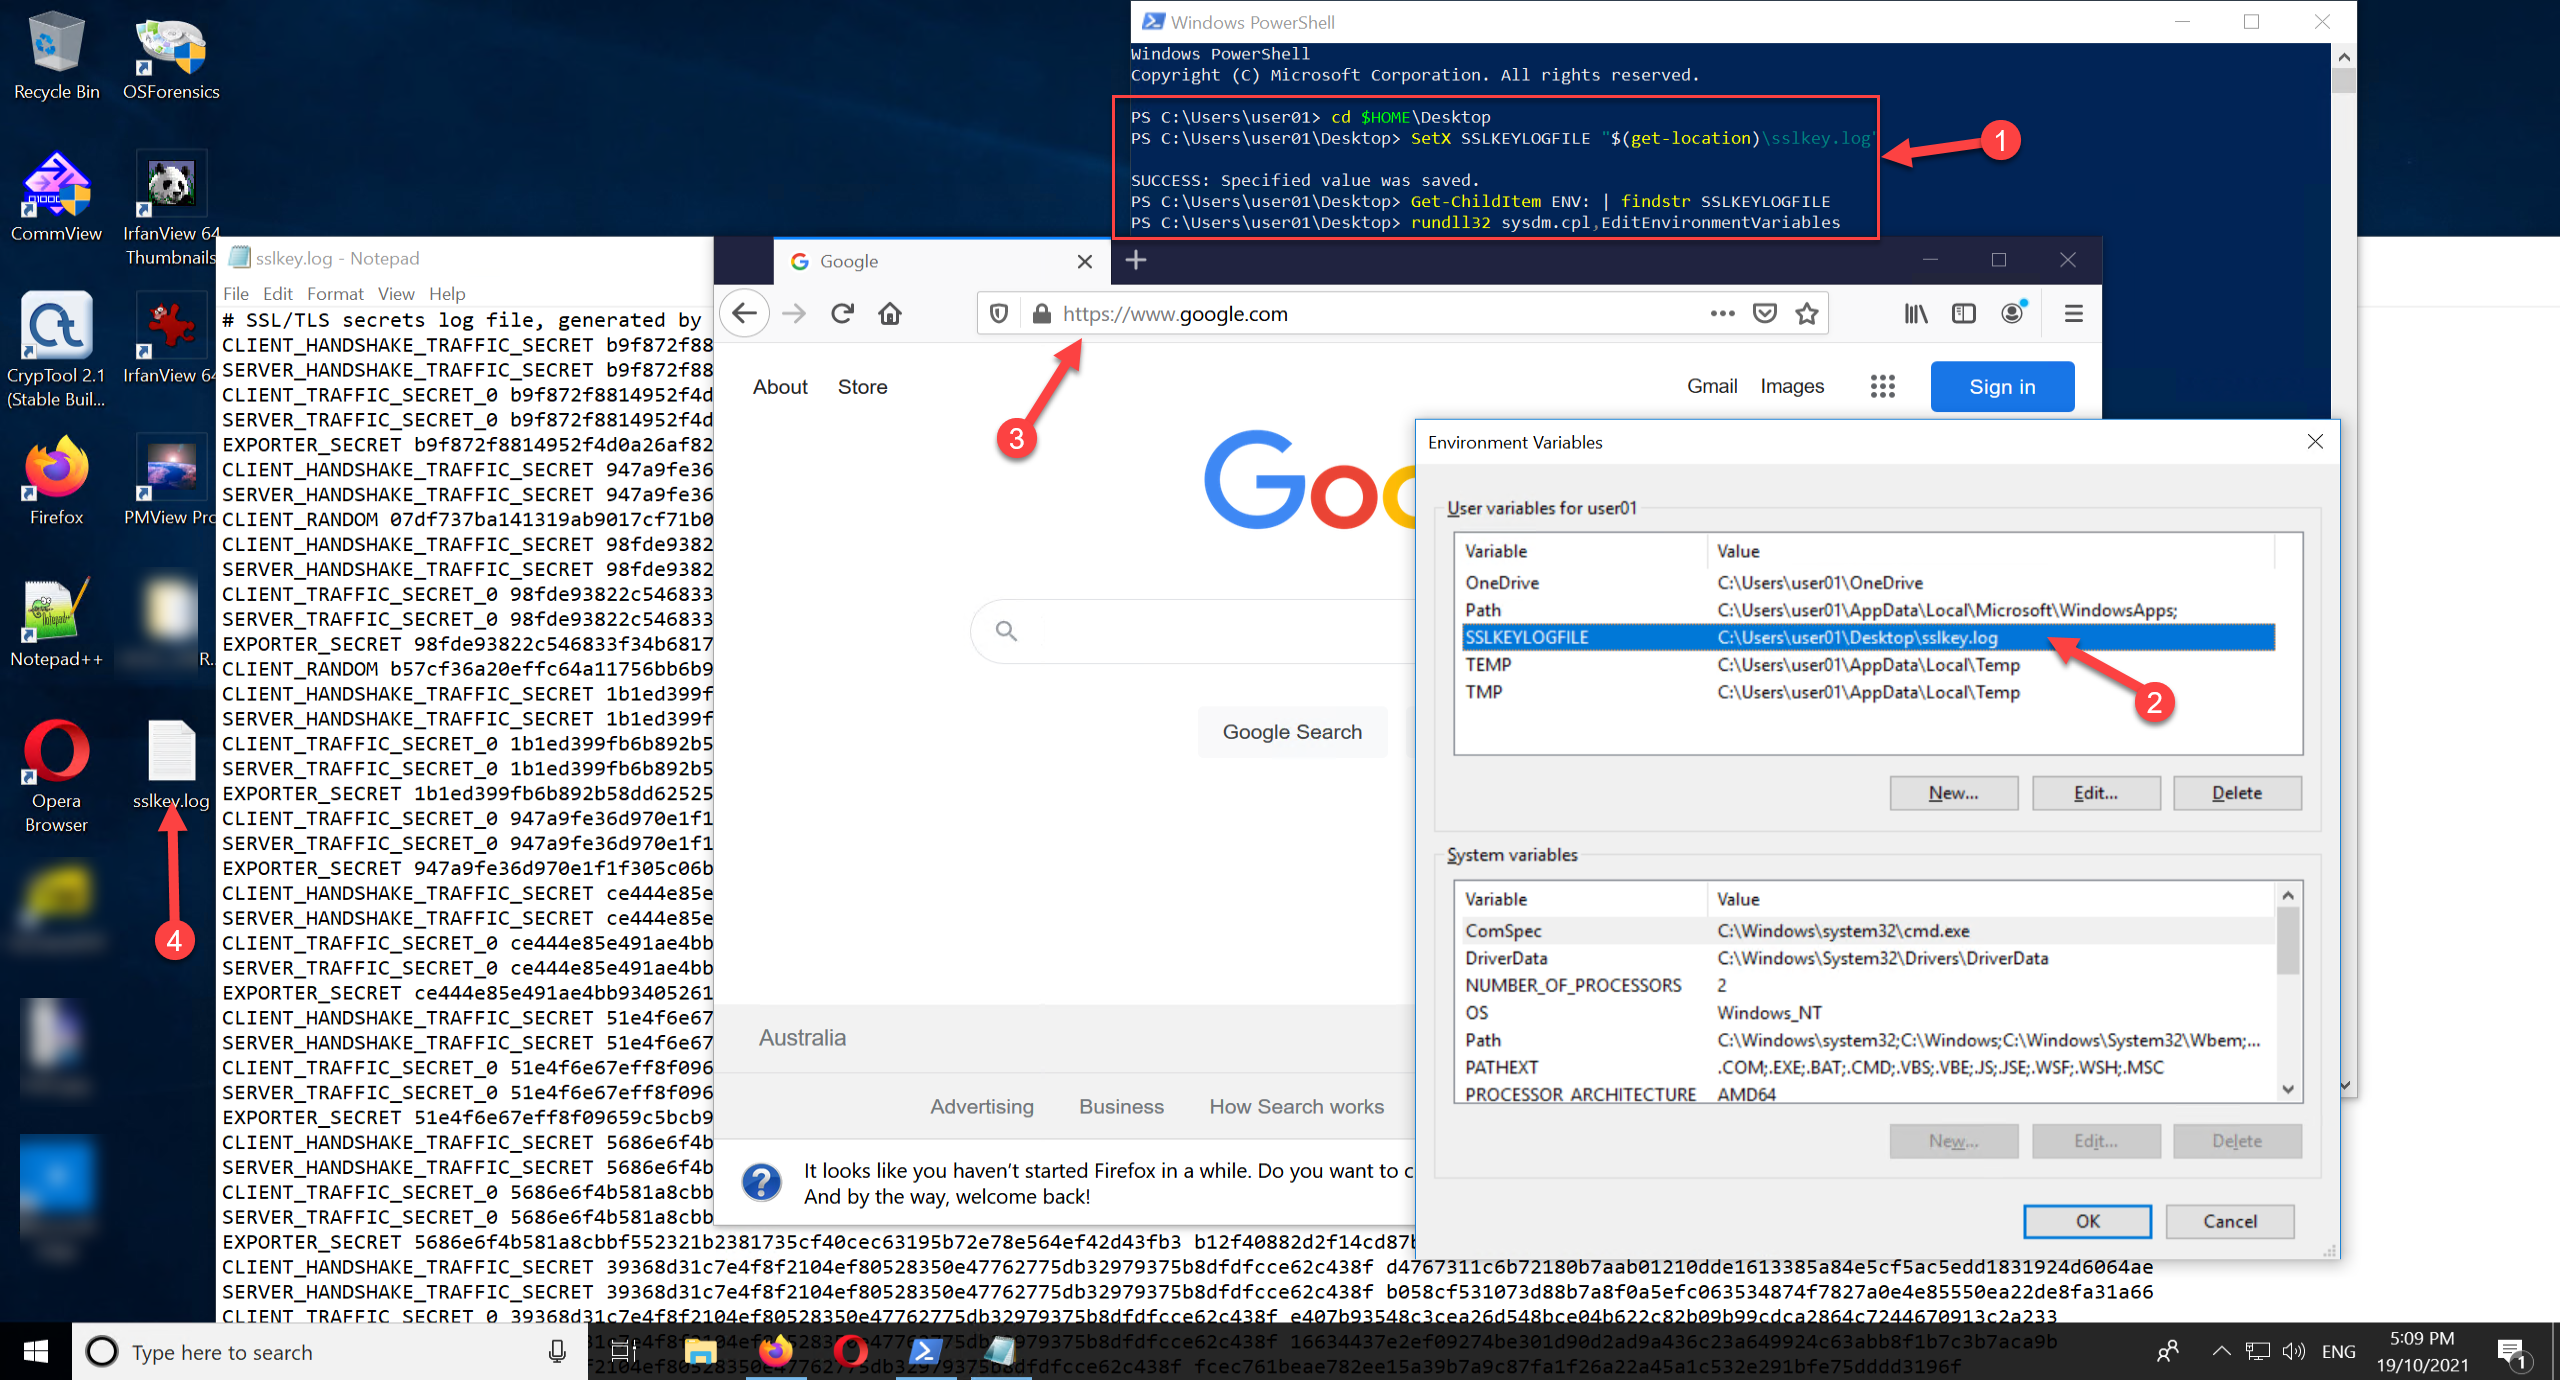 Recycle Bin
OSForensics
CommView
IrfanView 64
Thumbnails
CrypTool 2.1
(Stable Buil...
IrfanView 64
Firefox
PMView Pro
Notepad++
R..
Opera
Browser
sslkey.log
4
Windows PowerShell
Windows PowerShell
Copyright (C) Microsoft Corporation. All rights reserved.
PS C:\Users\user01> cd $HOME\Desktop
PS C:\Users\user01\Desktop> SetX SSLKEYLOGFILE "$(get-location)\sslkey.log"
SUCCESS: Specified value was saved.
PS C:\Users\user01\Desktop> Get-ChildItem ENV: | findstr SSLKEYLOGFILE
PS C:\Users\user01\Desktop> rundll32 sysdm.cpl,EditEnvironmentVariables
1
sslkey.log - Notepad
File Edit Format View Help
# SSL/TLS secrets log file, generated by
CLIENT_HANDSHAKE_TRAFFIC_SECRET b9f872f88
SERVER_HANDSHAKE_TRAFFIC_SECRET b9f872f88
CLIENT_TRAFFIC_SECRET_0 b9f872f8814952f4d
SERVER_TRAFFIC_SECRET_0 b9f872f8814952f4d
EXPORTER_SECRET b9f872f8814952f4d0a26af82
CLIENT_HANDSHAKE_TRAFFIC_SECRET 947a9fe36
SERVER_HANDSHAKE_TRAFFIC_SECRET 947a9fe36
CLIENT_RANDOM 07df737ba141319ab9017cf71b0
CLIENT_HANDSHAKE_TRAFFIC_SECRET 98fde9382
SERVER_HANDSHAKE_TRAFFIC_SECRET 98fde9382
CLIENT_TRAFFIC_SECRET_0 98fde93822c546833
SERVER_TRAFFIC_SECRET_0 98fde93822c546833
EXPORTER_SECRET 98fde93822c546833f34b6817
CLIENT_RANDOM b57cf36a20effc64a11756bb6b9
CLIENT_HANDSHAKE_TRAFFIC_SECRET 1b1ed399f
SERVER_HANDSHAKE_TRAFFIC_SECRET 1b1ed399f
CLIENT_TRAFFIC_SECRET_0 1b1ed399fb6b892b5
SERVER_TRAFFIC_SECRET_0 1b1ed399fb6b892b5
EXPORTER_SECRET 1b1ed399fb6b892b58dd62525
CLIENT_TRAFFIC_SECRET_0 947a9fe36d970e1f1
SERVER_TRAFFIC_SECRET_0 947a9fe36d970e1f1
EXPORTER_SECRET 947a9fe36d970e1f1f305c06b
CLIENT_HANDSHAKE_TRAFFIC_SECRET ce444e85e
SERVER_HANDSHAKE_TRAFFIC_SECRET ce444e85e
CLIENT_TRAFFIC_SECRET_0 ce444e85e491ae4bb
SERVER_TRAFFIC_SECRET_0 ce444e85e491ae4bb
EXPORTER_SECRET ce444e85e491ae4bb93405261
CLIENT_HANDSHAKE_TRAFFIC_SECRET 51e4f6e67
SERVER_HANDSHAKE_TRAFFIC_SECRET 51e4f6e67
CLIENT_TRAFFIC_SECRET_0 51e4f6e67eff8f096
SERVER_TRAFFIC_SECRET_0 51e4f6e67eff8f096
EXPORTER_SECRET 51e4f6e67eff8f09659c5bcb9
CLIENT_HANDSHAKE_TRAFFIC_SECRET 5686e6f4b
SERVER_HANDSHAKE_TRAFFIC_SECRET 5686e6f4b
CLIENT_TRAFFIC_SECRET_0 5686e6f4b581a8cbb
SERVER_TRAFFIC_SECRET_0 5686e6f4b581a8cbb
EXPORTER_SECRET 5686e6f4b581a8cbbf552321b2381735cf40cec63195b72e78e564ef42d43fb3 b12f40882d2f14cd87b
CLIENT_HANDSHAKE_TRAFFIC_SECRET 39368d31c7e4f8f2104ef80528350e47762775db32979375b8dfdfcce62c438f d4767311c6b72180b7aab01210dde1613385a84e5cf5ac5edd1831924d6064ae
SERVER_HANDSHAKE_TRAFFIC_SECRET 39368d31c7e4f8f2104ef80528350e47762775db32979375b8dfdfcce62c438f b058cf531073d88b7a8f0a5efc063534874f7827a0e4e85550ea22de8fa31a66
CLIENT_TRAFFIC_SECRET_0 39368d31c7e4f8f2104ef80528350e47762775db32979375b8dfdfcce62c438f e407b93548c3cea26d548bce04b622c82b09b99cdca2864c7244670913c2a233
Google
https://www.google.com
3
About Store
Gmail Images
Sign in
Goo
Google Search
Australia
Advertising Business How Search works
It looks like you haven't started Firefox in a while. Do you want to c
And by the way, welcome back!
Environment Variables
User variables for user01
Variable Value
OneDrive C:\Users\user01\OneDrive
Path C:\Users\user01\AppData\Local\Microsoft\WindowsApps;
SSLKEYLOGFILE C:\Users\user01\Desktop\sslkey.log
TEMP C:\Users\user01\AppData\Local\Temp
TMP C:\Users\user01\AppData\Local\Temp
2
New... Edit... Delete
System variables
Variable Value
ComSpec C:\Windows\system32\cmd.exe
DriverData C:\Windows\System32\Drivers\DriverData
NUMBER_OF_PROCESSORS 2
OS Windows_NT
Path C:\Windows\system32;C:\Windows;C:\Windows\System32\Wbem;...
PATHEXT .COM;.EXE;.BAT;.CMD;.VBS;.VBE;.JS;.JSE;.WSF;.WSH;.MSC
PROCESSOR_ARCHITECTURE AMD64
New... Edit... Delete
OK Cancel
Type here to search
ENG
5:09 PM
19/10/2021
1